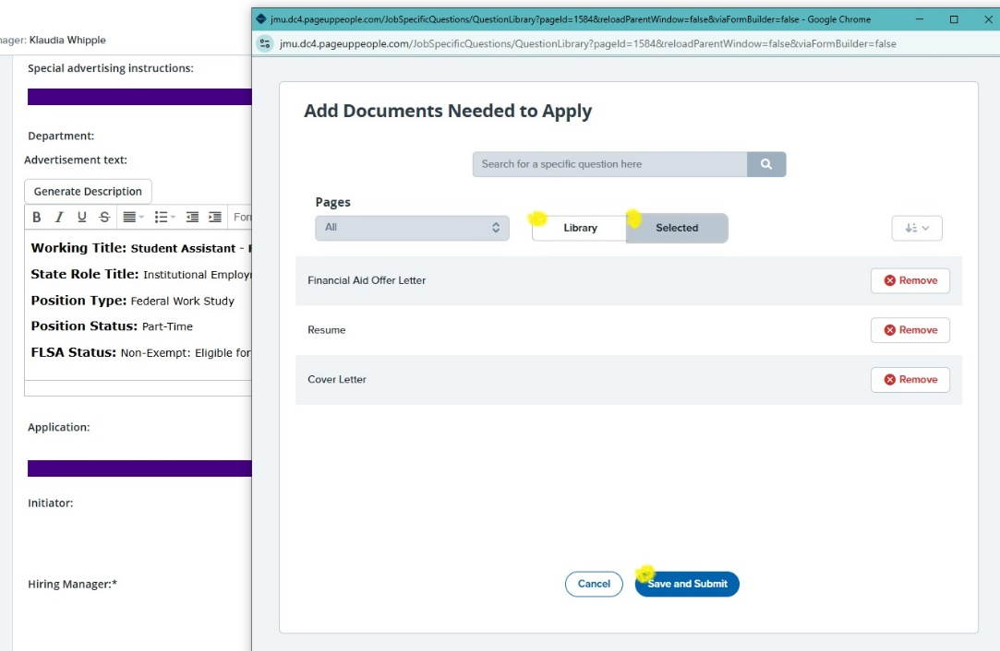 jmu.dc4.pageuppeople.com/JobSpecificQuestions/QuestionLibrary?pageId=1584&reloadParentWindow=false&viaFormBuilder=false - Google Chrome
jmu.dc4.pageuppeople.com/JobSpecificQuestions/QuestionLibrary?pageId=1584&reloadParentWindow=false&viaFormBuilder=false
nager: Klaudia Whipple
Special advertising instructions:
Department:
Advertisement text:
Generate Description
B I U S For
Working Title: Student Assistant -
State Role Title: Institutional Employ
Position Type: Federal Work Study
Position Status: Part-Time
FLSA Status: Non-Exempt: Eligible for
Application:
Initiator:
Hiring Manager:*
Add Documents Needed to Apply
Search for a specific question here
Pages
All
Library
Selected
Financial Aid Offer Letter
Remove
Resume
Remove
Cover Letter
Remove
Cancel
Save and Submit